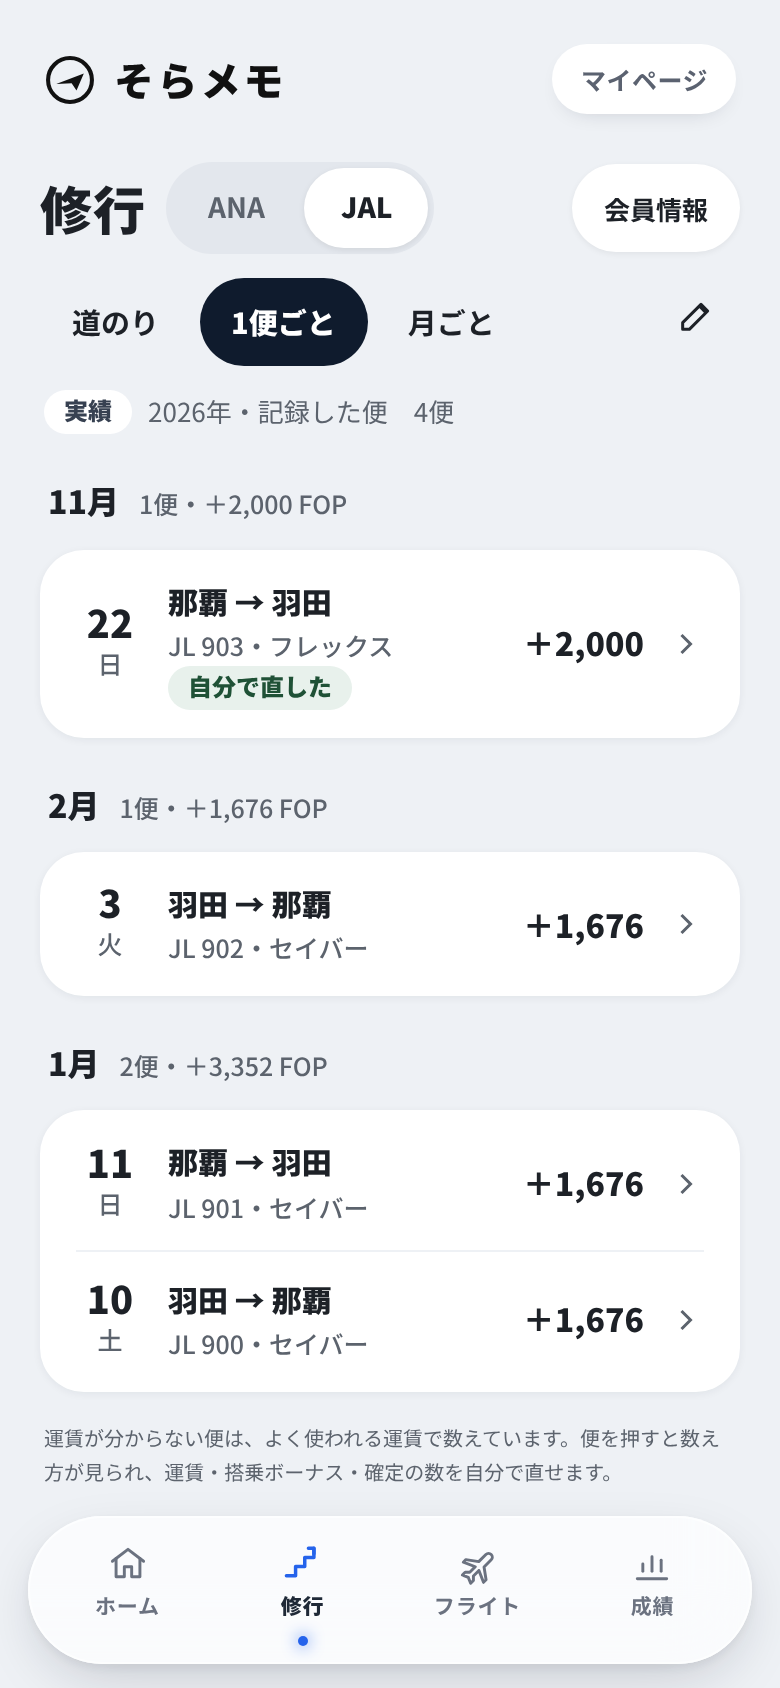 そらメモ
マイページ
修行
ANA
JAL
会員情報
道のり
1便ごと
月ごと
実績
2026年・記録した便　4便
11月 1便・＋2,000 FOP
22
日
那覇 → 羽田
JL 903・フレックス
自分で直した
＋2,000
2月 1便・＋1,676 FOP
3
火
羽田 → 那覇
JL 902・セイバー
＋1,676
1月 2便・＋3,352 FOP
11
日
那覇 → 羽田
JL 901・セイバー
＋1,676
10
土
羽田 → 那覇
JL 900・セイバー
＋1,676
運賃が分からない便は、よく使われる運賃で数えています。便を押すと数え
方が見られ、運賃・搭乗ボーナス・確定の数を自分で直せます。
ホーム
修行
フライト
成績